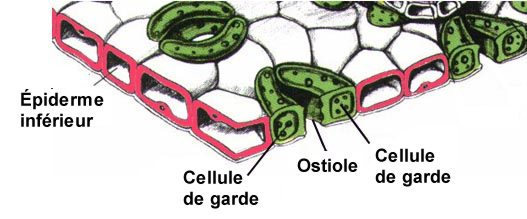 Épiderme
inférieur
Cellule
de garde
Ostiole
Cellule
de garde